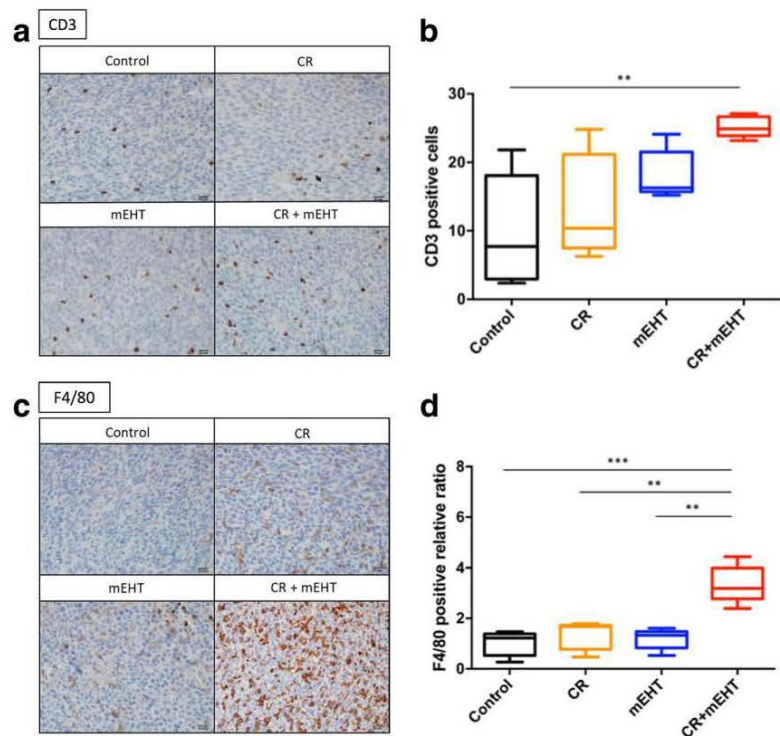 a CD3
Control CR
mEHT CR + mEHT
b
**
30
20
10
0
CD3 positive cells
Control CR mEHT CR+mEHT
c F4/80
Control CR
mEHT CR + mEHT
d
***
**
**
8
6
4
2
0
F4/80 positive relative ratio
Control CR mEHT CR+mEHT